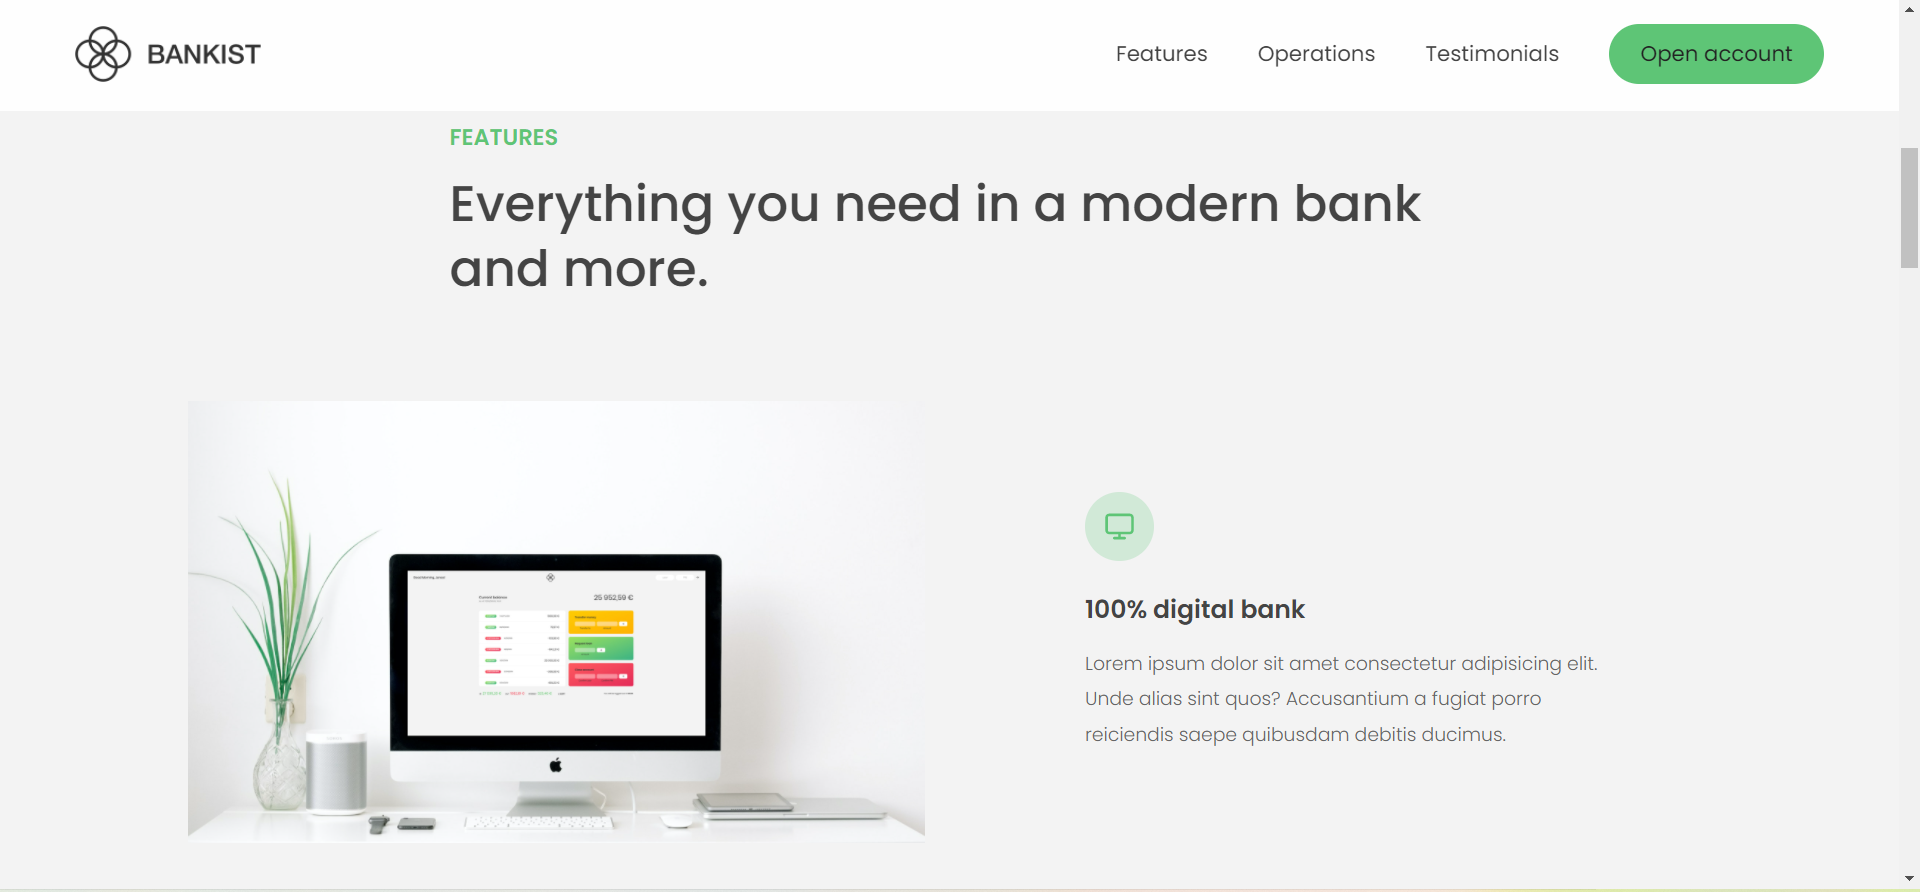 BANKIST
Features
Operations
Testimonials
Open account
FEATURES
Everything you need in a modern bank
and more.
25 952,59 €
100% digital bank
Lorem ipsum dolor sit amet consectetur adipisicing elit.
Unde alias sint quos? Accusantium a fugiat porro
reiciendis saepe quibusdam debitis ducimus.